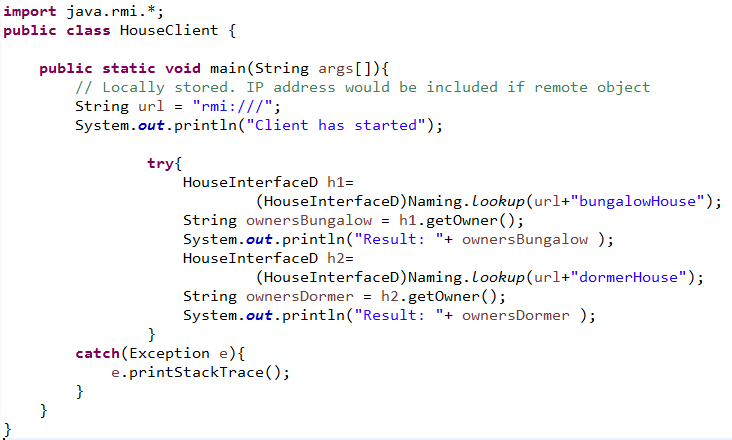 import java.rmi.*;
public class HouseClient {
public static void main(String args[]){
// Locally stored. IP address would be included if remote object
String url = "rmi:///";
System.out.println("Client has started");
try{
HouseInterfaceD h1=
(HouseInterfaceD)Naming.lookup(url+"bungalowHouse");
String ownersBungalow = h1.getOwner();
System.out.println("Result: "+ ownersBungalow );
HouseInterfaceD h2=
(HouseInterfaceD)Naming.lookup(url+"dormerHouse");
String ownersDormer = h2.getOwner();
System.out.println("Result: "+ ownersDormer );
}
catch(Exception e){
e.printStackTrace();
}
}
}